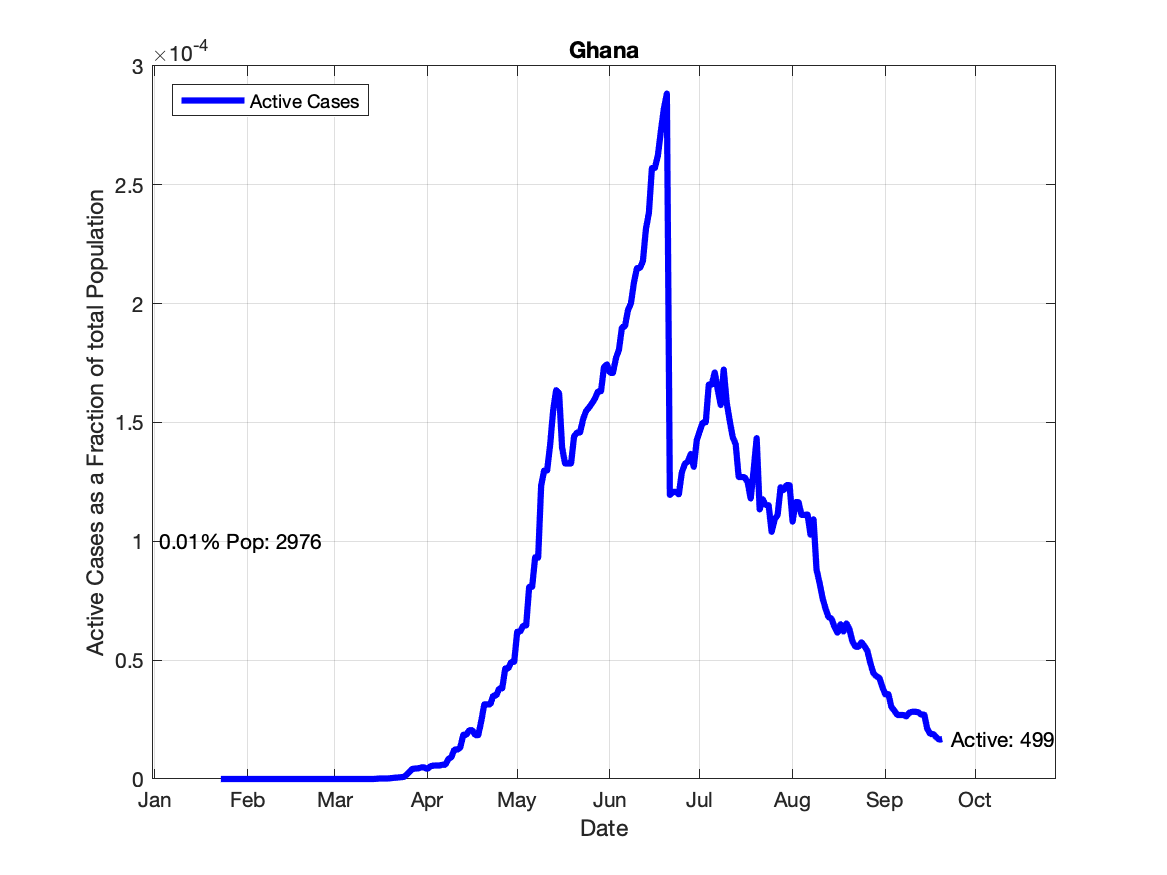 Ghana
×10-4
Active Cases
3
2.5
2
1.5
1
0.5
0
Active Cases as a Fraction of total Population
0.01% Pop: 2976
Active: 499
Jan Feb Mar Apr May Jun Jul Aug Sep Oct
Date